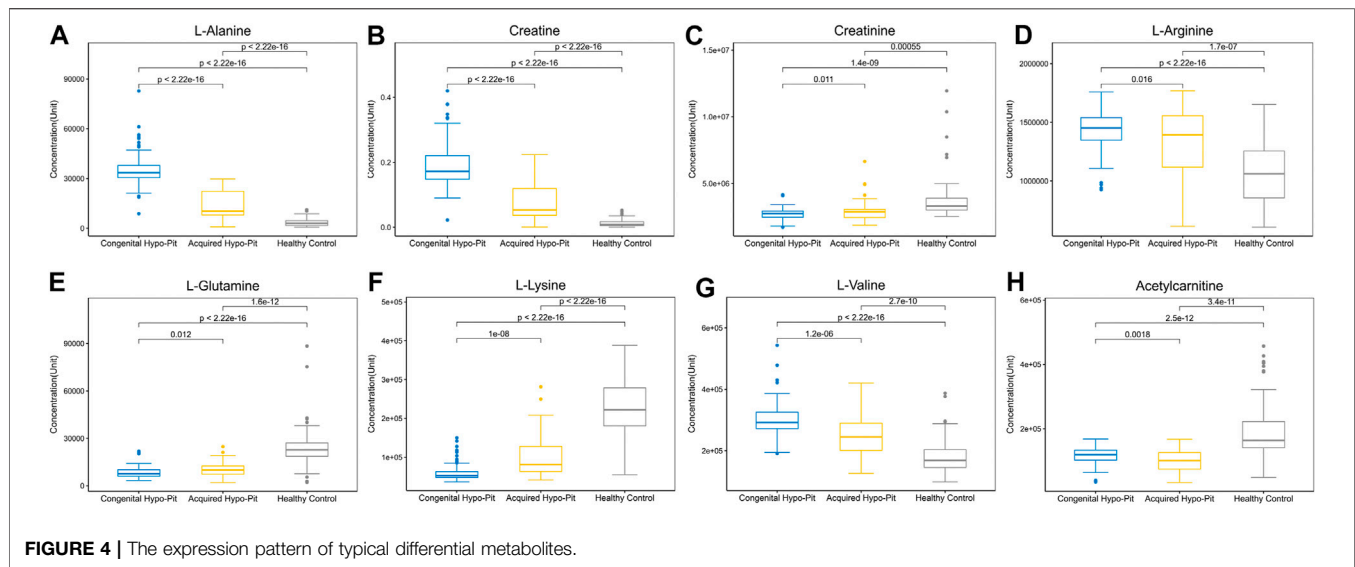 A
L-Alanine
p < 2.22e-16
p < 2.22e-16
p < 2.22e-16
Concentration(Unit)
90000
60000
30000
0
Congenital Hypo-Pit Acquired Hypo-Pit Healthy Control
B
Creatine
p < 2.22e-16
p < 2.22e-16
p < 2.22e-16
Concentration(Unit)
0.4
0.2
0.0
Congenital Hypo-Pit Acquired Hypo-Pit Healthy Control
C
Creatinine
0.00055
1.4e-09
0.011
Concentration(Unit)
1.5e+07
1.0e+07
5.0e+06
Congenital Hypo-Pit Acquired Hypo-Pit Healthy Control
D
L-Arginine
1.7e-07
p < 2.22e-16
0.016
Concentration(Unit)
2000000
1500000
1000000
Congenital Hypo-Pit Acquired Hypo-Pit Healthy Control
E
L-Glutamine
1.6e-12
p < 2.22e-16
0.012
Concentration(Unit)
90000
60000
30000
0
Congenital Hypo-Pit Acquired Hypo-Pit Healthy Control
F
L-Lysine
p < 2.22e-16
p < 2.22e-16
1e-08
Concentration(Unit)
5e+05
4e+05
3e+05
2e+05
1e+05
Congenital Hypo-Pit Acquired Hypo-Pit Healthy Control
G
L-Valine
2.7e-10
p < 2.22e-16
1.2e-06
Concentration(Unit)
6e+05
4e+05
2e+05
Congenital Hypo-Pit Acquired Hypo-Pit Healthy Control
H
Acetylcarnitine
3.4e-11
2.5e-12
0.0018
Concentration(Unit)
6e+05
4e+05
2e+05
Congenital Hypo-Pit Acquired Hypo-Pit Healthy Control
FIGURE 4 | The expression pattern of typical differential metabolites.